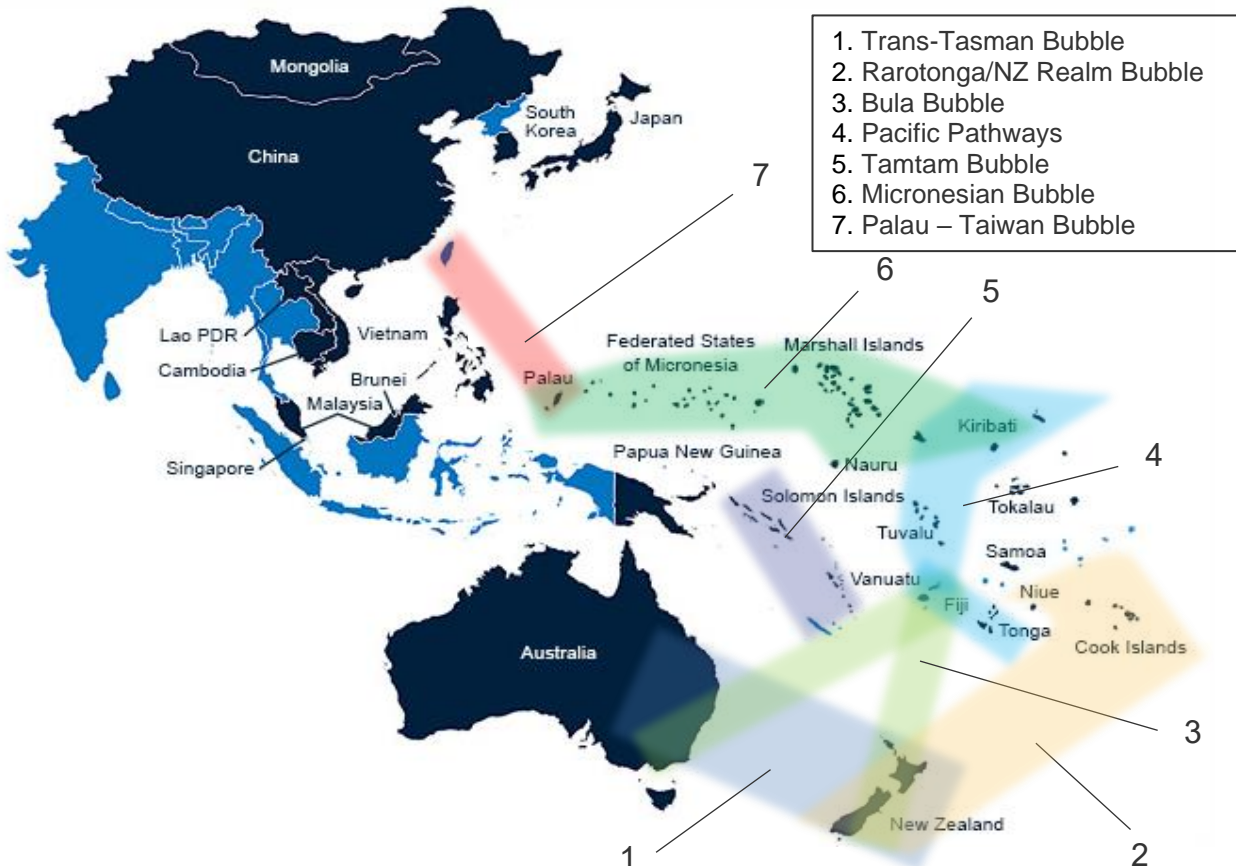 1. Trans-Tasman Bubble
2. Rarotonga/NZ Realm Bubble
3. Bula Bubble
4. Pacific Pathways
5. Tamtam Bubble
6. Micronesian Bubble
7. Palau – Taiwan Bubble
Mongolia
South
Korea
Japan
China
7
6
5
Lao PDR
Vietnam
Cambodia
Brunei
Malaysia
Singapore
Palau
Federated States
of Micronesia
Marshall Islands
Kiribati
Papua New Guinea
Nauru
4
Solomon Islands
Tokalau
Tuvalu
Samoa
Vanuatu
Fiji
Niue
Tonga
Cook Islands
Australia
3
New Zealand
1
2